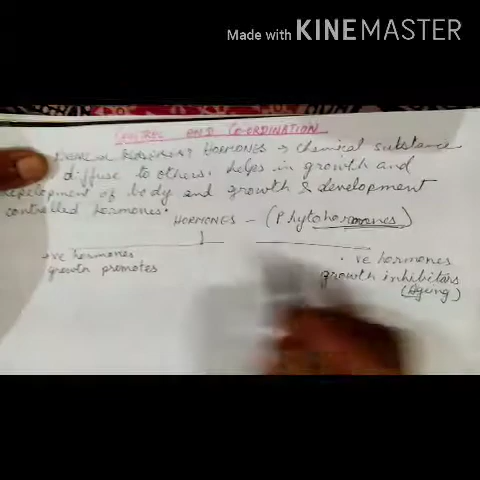 Made with KINEMASTER
CONTROL AND CO-ORDINATION
HORMONES → chemical substance
diffuse to others. helps in growth and
development of body and growth & development
controlled hormones.
HORMONES - (Phytohormones)
+ve hormones
growth promotes
ve hormones
growth inhibitors
(Ageing)